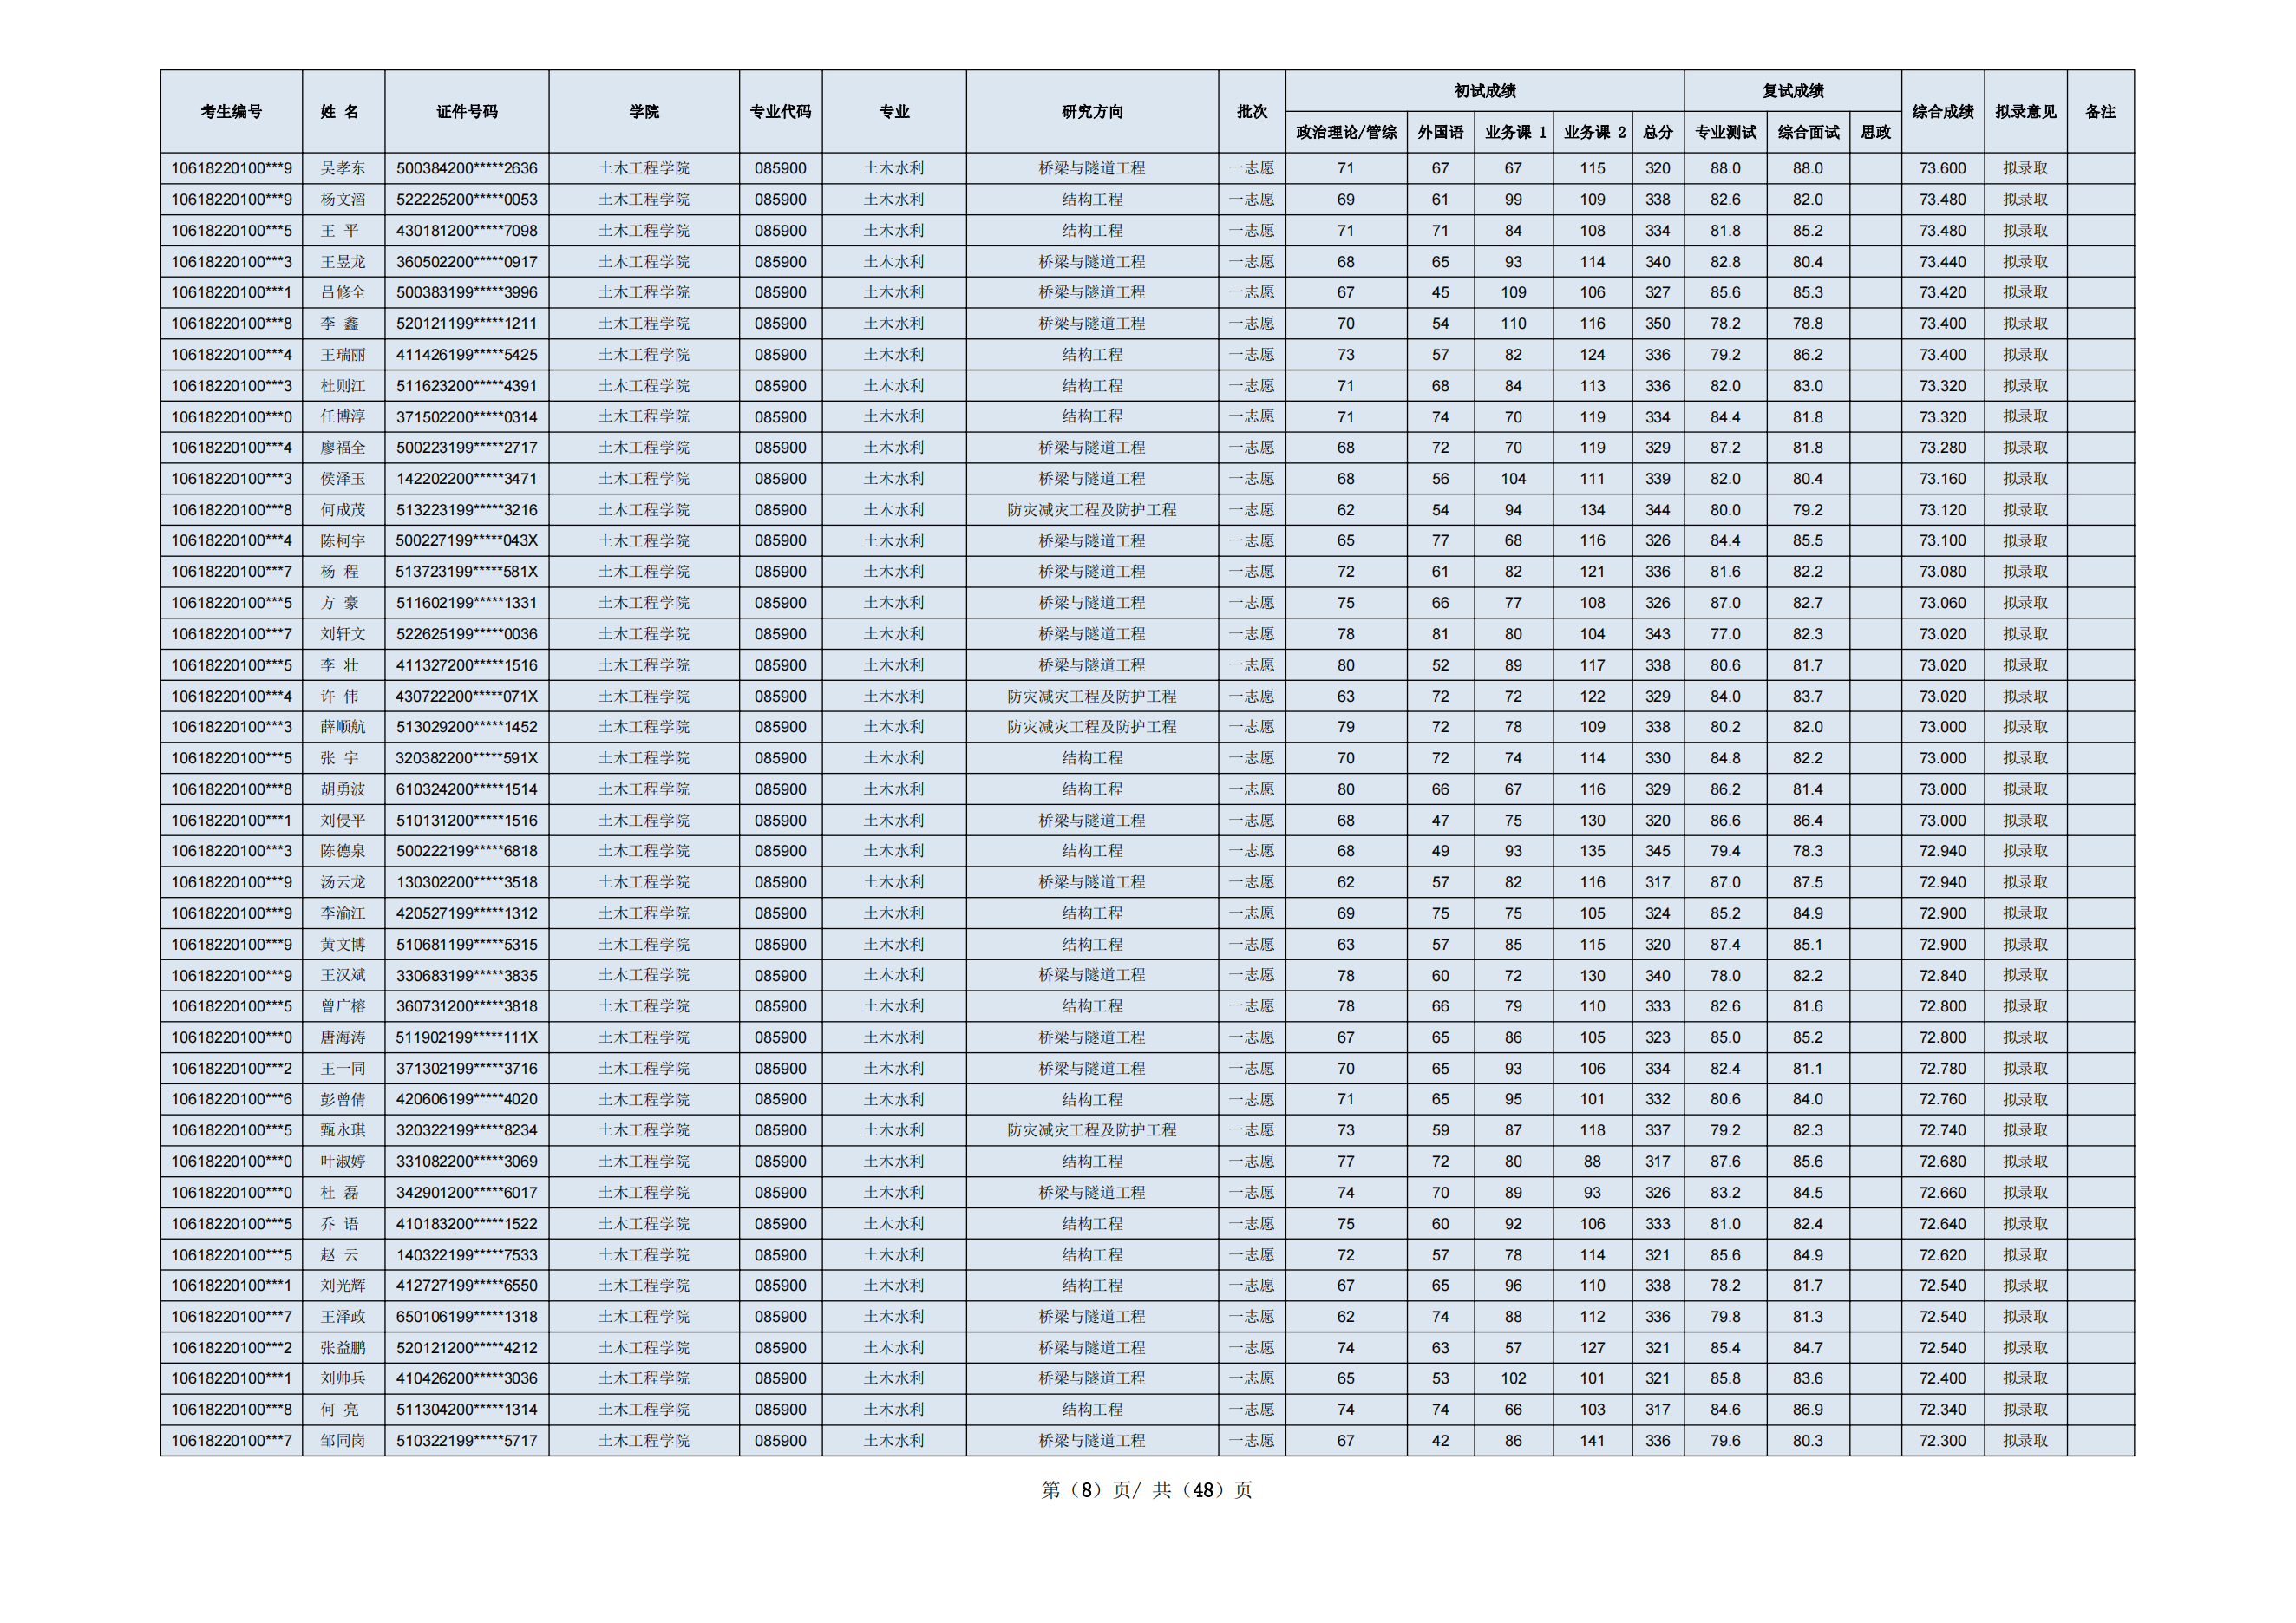 考生编号 姓 名 证件号码 学院 专业代码 专业 研究方向 批次 初试成绩 复试成绩 综合成绩 拟录意见 备注
政治理论/管综 外国语 业务课 1 业务课 2 总分 专业测试 综合面试 思政
10618220100***9 吴孝东 500384200*****2636 土木工程学院 085900 土木水利 桥梁与隧道工程 一志愿 71 67 67 115 320 88.0 88.0 73.600 拟录取
10618220100***9 杨文滔 522225200*****0053 土木工程学院 085900 土木水利 结构工程 一志愿 69 61 99 109 338 82.6 82.0 73.480 拟录取
10618220100***5 王 平 430181200*****7098 土木工程学院 085900 土木水利 结构工程 一志愿 71 71 84 108 334 81.8 85.2 73.480 拟录取
10618220100***3 王昱龙 360502200*****0917 土木工程学院 085900 土木水利 桥梁与隧道工程 一志愿 68 65 93 114 340 82.8 80.4 73.440 拟录取
10618220100***1 吕修全 500383199*****3996 土木工程学院 085900 土木水利 桥梁与隧道工程 一志愿 67 45 109 106 327 85.6 85.3 73.420 拟录取
10618220100***8 李 鑫 520121199*****1211 土木工程学院 085900 土木水利 桥梁与隧道工程 一志愿 70 54 110 116 350 78.2 78.8 73.400 拟录取
10618220100***4 王瑞丽 411426199*****5425 土木工程学院 085900 土木水利 结构工程 一志愿 73 57 82 124 336 79.2 86.2 73.400 拟录取
10618220100***3 杜则江 511623200*****4391 土木工程学院 085900 土木水利 结构工程 一志愿 71 68 84 113 336 82.0 83.0 73.320 拟录取
10618220100***0 任博淳 371502200*****0314 土木工程学院 085900 土木水利 结构工程 一志愿 71 74 70 119 334 84.4 81.8 73.320 拟录取
10618220100***4 廖福全 500223199*****2717 土木工程学院 085900 土木水利 桥梁与隧道工程 一志愿 68 72 70 119 329 87.2 81.8 73.280 拟录取
10618220100***3 侯泽玉 142202200*****3471 土木工程学院 085900 土木水利 桥梁与隧道工程 一志愿 68 56 104 111 339 82.0 80.4 73.160 拟录取
10618220100***8 何成茂 513223199*****3216 土木工程学院 085900 土木水利 防灾减灾工程及防护工程 一志愿 62 54 94 134 344 80.0 79.2 73.120 拟录取
10618220100***4 陈柯宇 500227199*****043X 土木工程学院 085900 土木水利 桥梁与隧道工程 一志愿 65 77 68 116 326 84.4 85.5 73.100 拟录取
10618220100***7 杨 程 513723199*****581X 土木工程学院 085900 土木水利 桥梁与隧道工程 一志愿 72 61 82 121 336 81.6 82.2 73.080 拟录取
10618220100***5 方 豪 511602199*****1331 土木工程学院 085900 土木水利 桥梁与隧道工程 一志愿 75 66 77 108 326 87.0 82.7 73.060 拟录取
10618220100***7 刘轩文 522625199*****0036 土木工程学院 085900 土木水利 桥梁与隧道工程 一志愿 78 81 80 104 343 77.0 82.3 73.020 拟录取
10618220100***5 李 壮 411327200*****1516 土木工程学院 085900 土木水利 桥梁与隧道工程 一志愿 80 52 89 117 338 80.6 81.7 73.020 拟录取
10618220100***4 许 伟 430722200*****071X 土木工程学院 085900 土木水利 防灾减灾工程及防护工程 一志愿 63 72 72 122 329 84.0 83.7 73.020 拟录取
10618220100***3 薛顺航 513029200*****1452 土木工程学院 085900 土木水利 防灾减灾工程及防护工程 一志愿 79 72 78 109 338 80.2 82.0 73.000 拟录取
10618220100***5 张 宇 320382200*****591X 土木工程学院 085900 土木水利 结构工程 一志愿 70 72 74 114 330 84.8 82.2 73.000 拟录取
10618220100***8 胡勇波 610324200*****1514 土木工程学院 085900 土木水利 结构工程 一志愿 80 66 67 116 329 86.2 81.4 73.000 拟录取
10618220100***1 刘侵平 510131200*****1516 土木工程学院 085900 土木水利 桥梁与隧道工程 一志愿 68 47 75 130 320 86.6 86.4 73.000 拟录取
10618220100***3 陈德泉 500222199*****6818 土木工程学院 085900 土木水利 结构工程 一志愿 68 49 93 135 345 79.4 78.3 72.940 拟录取
10618220100***9 汤云龙 130302200*****3518 土木工程学院 085900 土木水利 桥梁与隧道工程 一志愿 62 57 82 116 317 87.0 87.5 72.940 拟录取
10618220100***9 李渝江 420527199*****1312 土木工程学院 085900 土木水利 结构工程 一志愿 69 75 75 105 324 85.2 84.9 72.900 拟录取
10618220100***9 黄文博 510681199*****5315 土木工程学院 085900 土木水利 结构工程 一志愿 63 57 85 115 320 87.4 85.1 72.900 拟录取
10618220100***9 王汉斌 330683199*****3835 土木工程学院 085900 土木水利 桥梁与隧道工程 一志愿 78 60 72 130 340 78.0 82.2 72.840 拟录取
10618220100***5 曾广榕 360731200*****3818 土木工程学院 085900 土木水利 结构工程 一志愿 78 66 79 110 333 82.6 81.6 72.800 拟录取
10618220100***0 唐海涛 511902199*****111X 土木工程学院 085900 土木水利 桥梁与隧道工程 一志愿 67 65 86 105 323 85.0 85.2 72.800 拟录取
10618220100***2 王一同 371302199*****3716 土木工程学院 085900 土木水利 桥梁与隧道工程 一志愿 70 65 93 106 334 82.4 81.1 72.780 拟录取
10618220100***6 彭曾倩 420606199*****4020 土木工程学院 085900 土木水利 结构工程 一志愿 71 65 95 101 332 80.6 84.0 72.760 拟录取
10618220100***5 甄永琪 320322199*****8234 土木工程学院 085900 土木水利 防灾减灾工程及防护工程 一志愿 73 59 87 118 337 79.2 82.3 72.740 拟录取
10618220100***0 叶淑婷 331082200*****3069 土木工程学院 085900 土木水利 结构工程 一志愿 77 72 80 88 317 87.6 85.6 72.680 拟录取
10618220100***0 杜 磊 342901200*****6017 土木工程学院 085900 土木水利 桥梁与隧道工程 一志愿 74 70 89 93 326 83.2 84.5 72.660 拟录取
10618220100***5 乔 语 410183200*****1522 土木工程学院 085900 土木水利 结构工程 一志愿 75 60 92 106 333 81.0 82.4 72.640 拟录取
10618220100***5 赵 云 140322199*****7533 土木工程学院 085900 土木水利 结构工程 一志愿 72 57 78 114 321 85.6 84.9 72.620 拟录取
10618220100***1 刘光辉 412727199*****6550 土木工程学院 085900 土木水利 结构工程 一志愿 67 65 96 110 338 78.2 81.7 72.540 拟录取
10618220100***7 王泽政 650106199*****1318 土木工程学院 085900 土木水利 桥梁与隧道工程 一志愿 62 74 88 112 336 79.8 81.3 72.540 拟录取
10618220100***2 张益鹏 520121200*****4212 土木工程学院 085900 土木水利 桥梁与隧道工程 一志愿 74 63 57 127 321 85.4 84.7 72.540 拟录取
10618220100***1 刘帅兵 410426200*****3036 土木工程学院 085900 土木水利 桥梁与隧道工程 一志愿 65 53 102 101 321 85.8 83.6 72.400 拟录取
10618220100***8 何 亮 511304200*****1314 土木工程学院 085900 土木水利 结构工程 一志愿 74 74 66 103 317 84.6 86.9 72.340 拟录取
10618220100***7 邹同岗 510322199*****5717 土木工程学院 085900 土木水利 桥梁与隧道工程 一志愿 67 42 86 141 336 79.6 80.3 72.300 拟录取
第（8）页/ 共（48）页